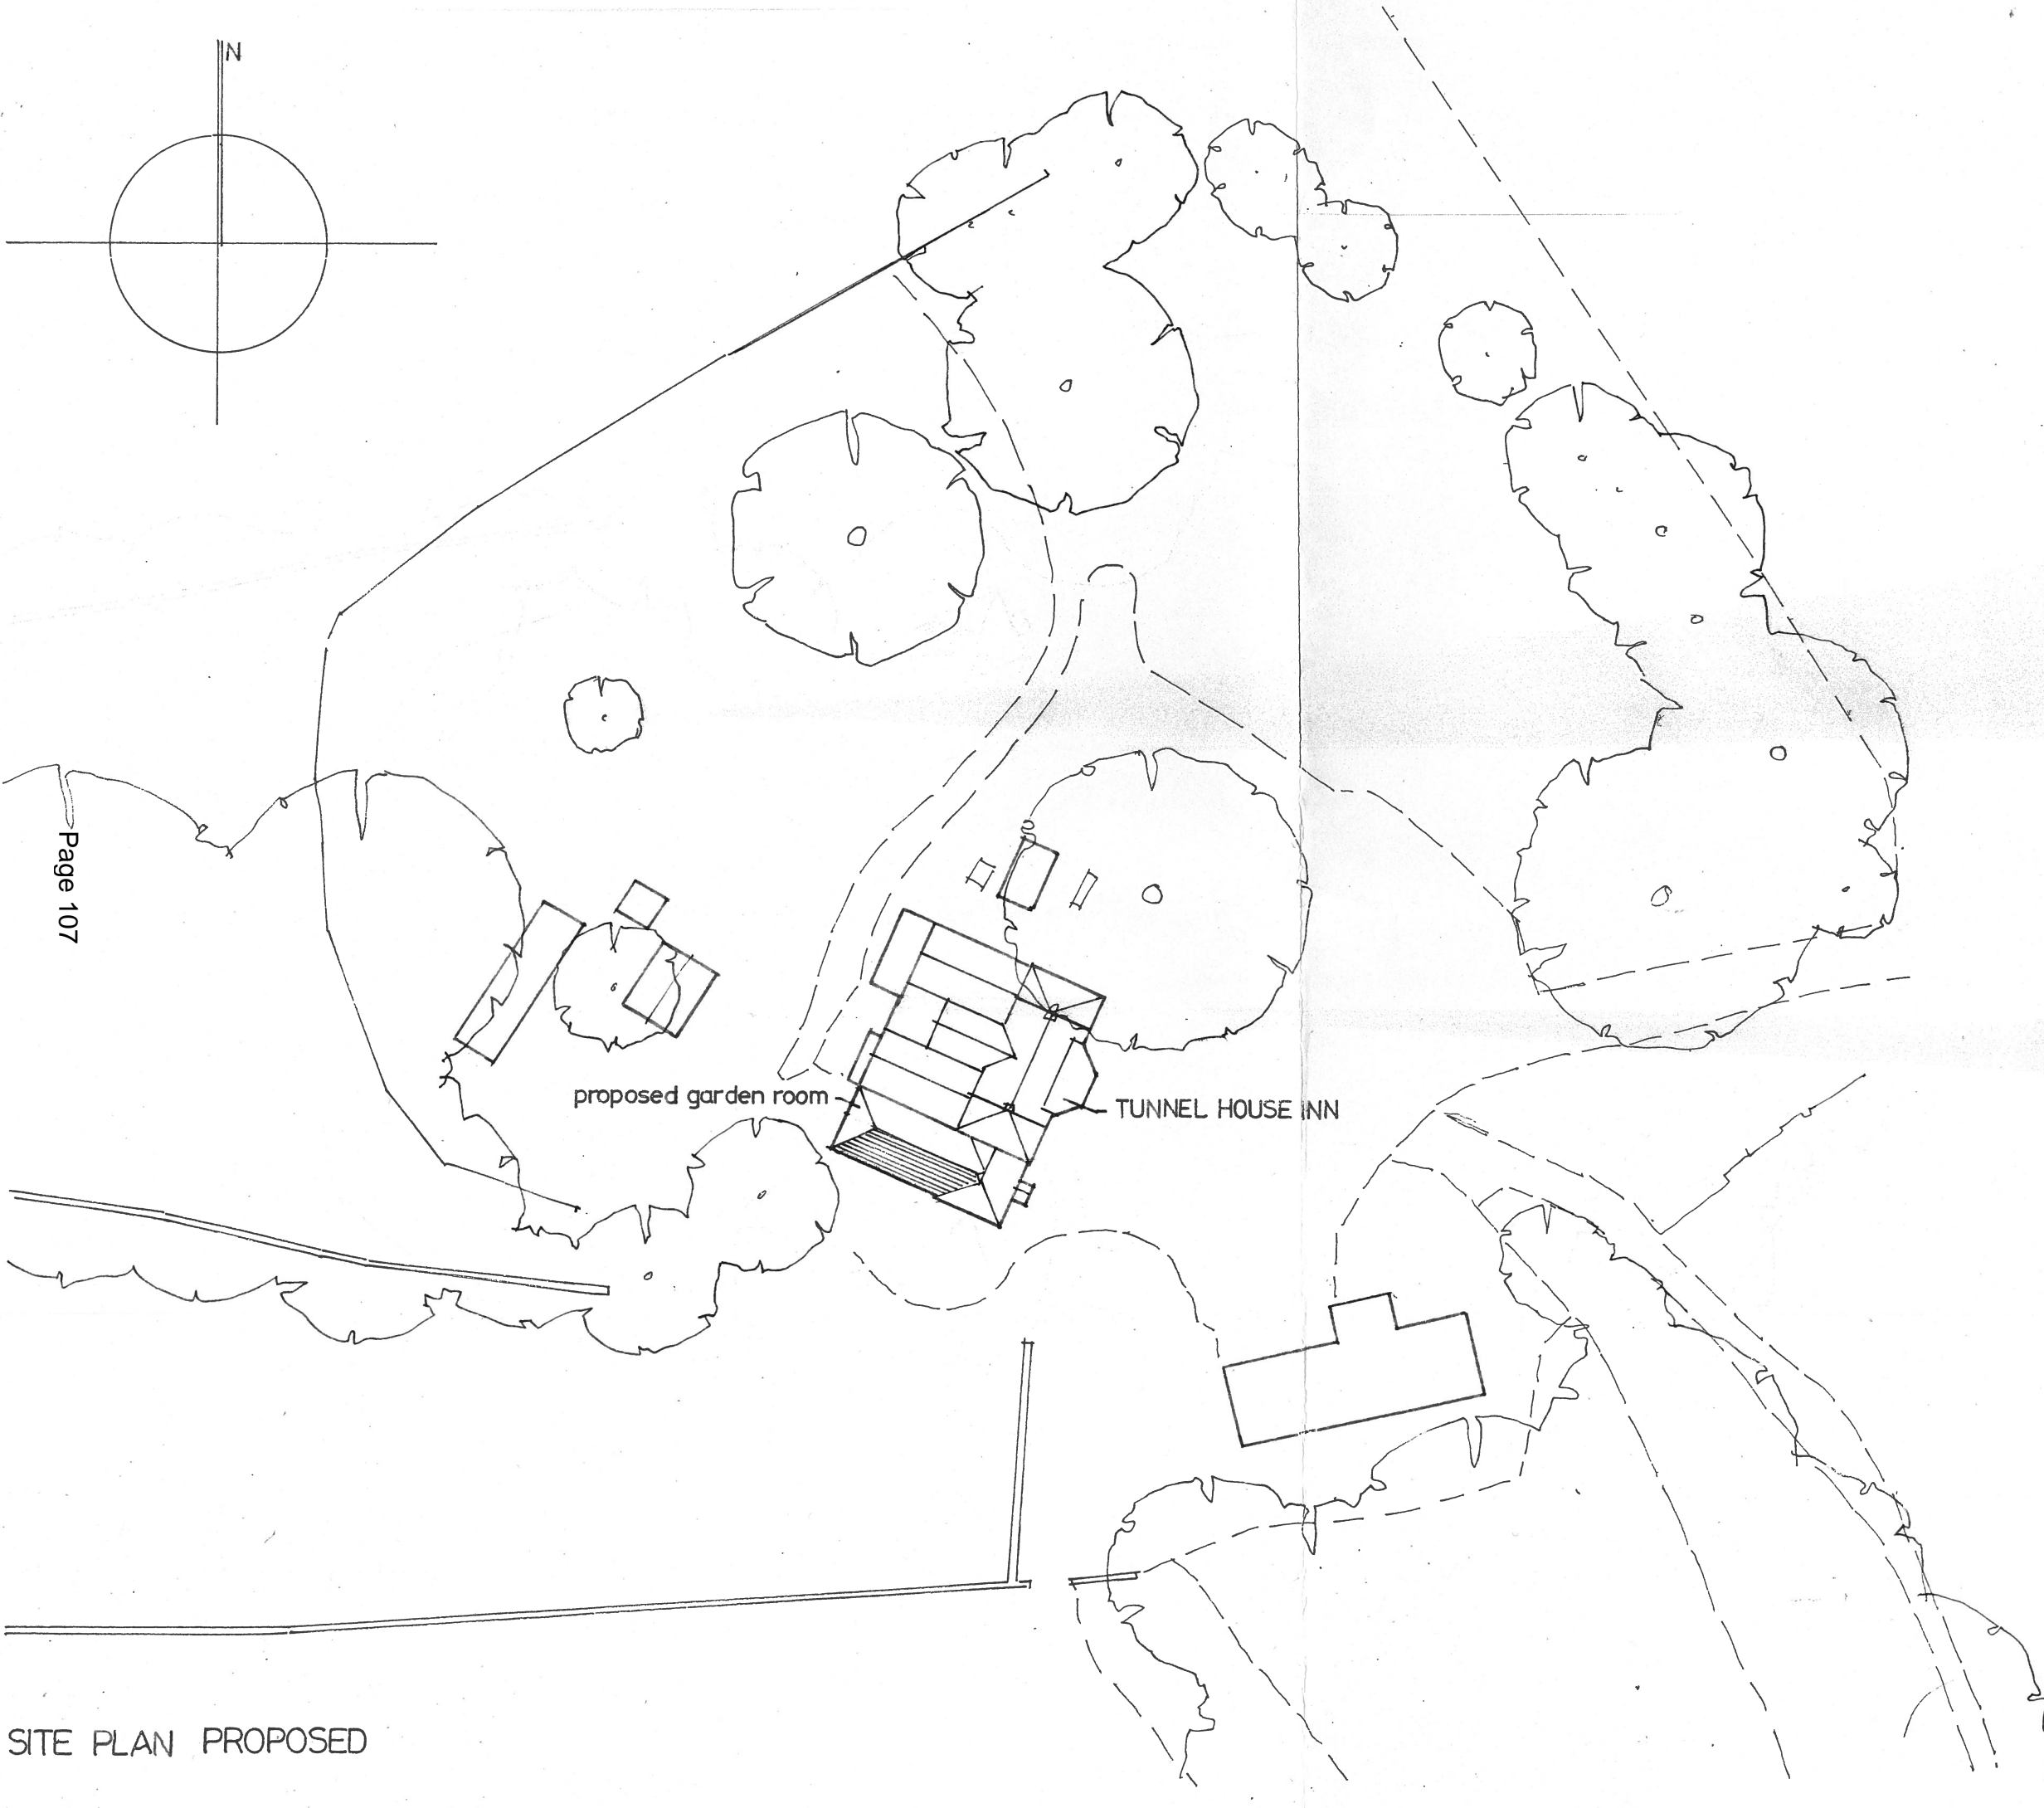 N
Page 107
proposed garden room
TUNNEL HOUSE INN
SITE PLAN PROPOSED